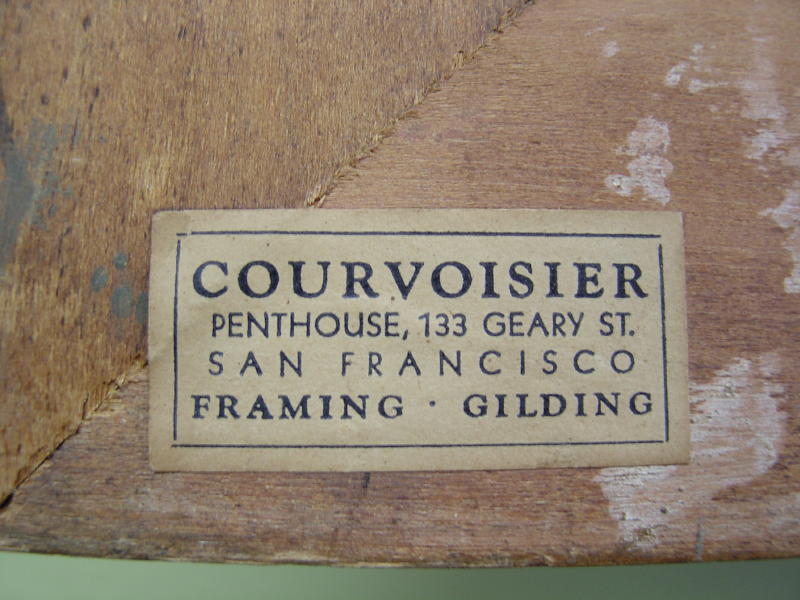 COURVOISIER
PENTHOUSE, 133 GEARY ST.
SAN FRANCISCO
FRAMING · GILDING